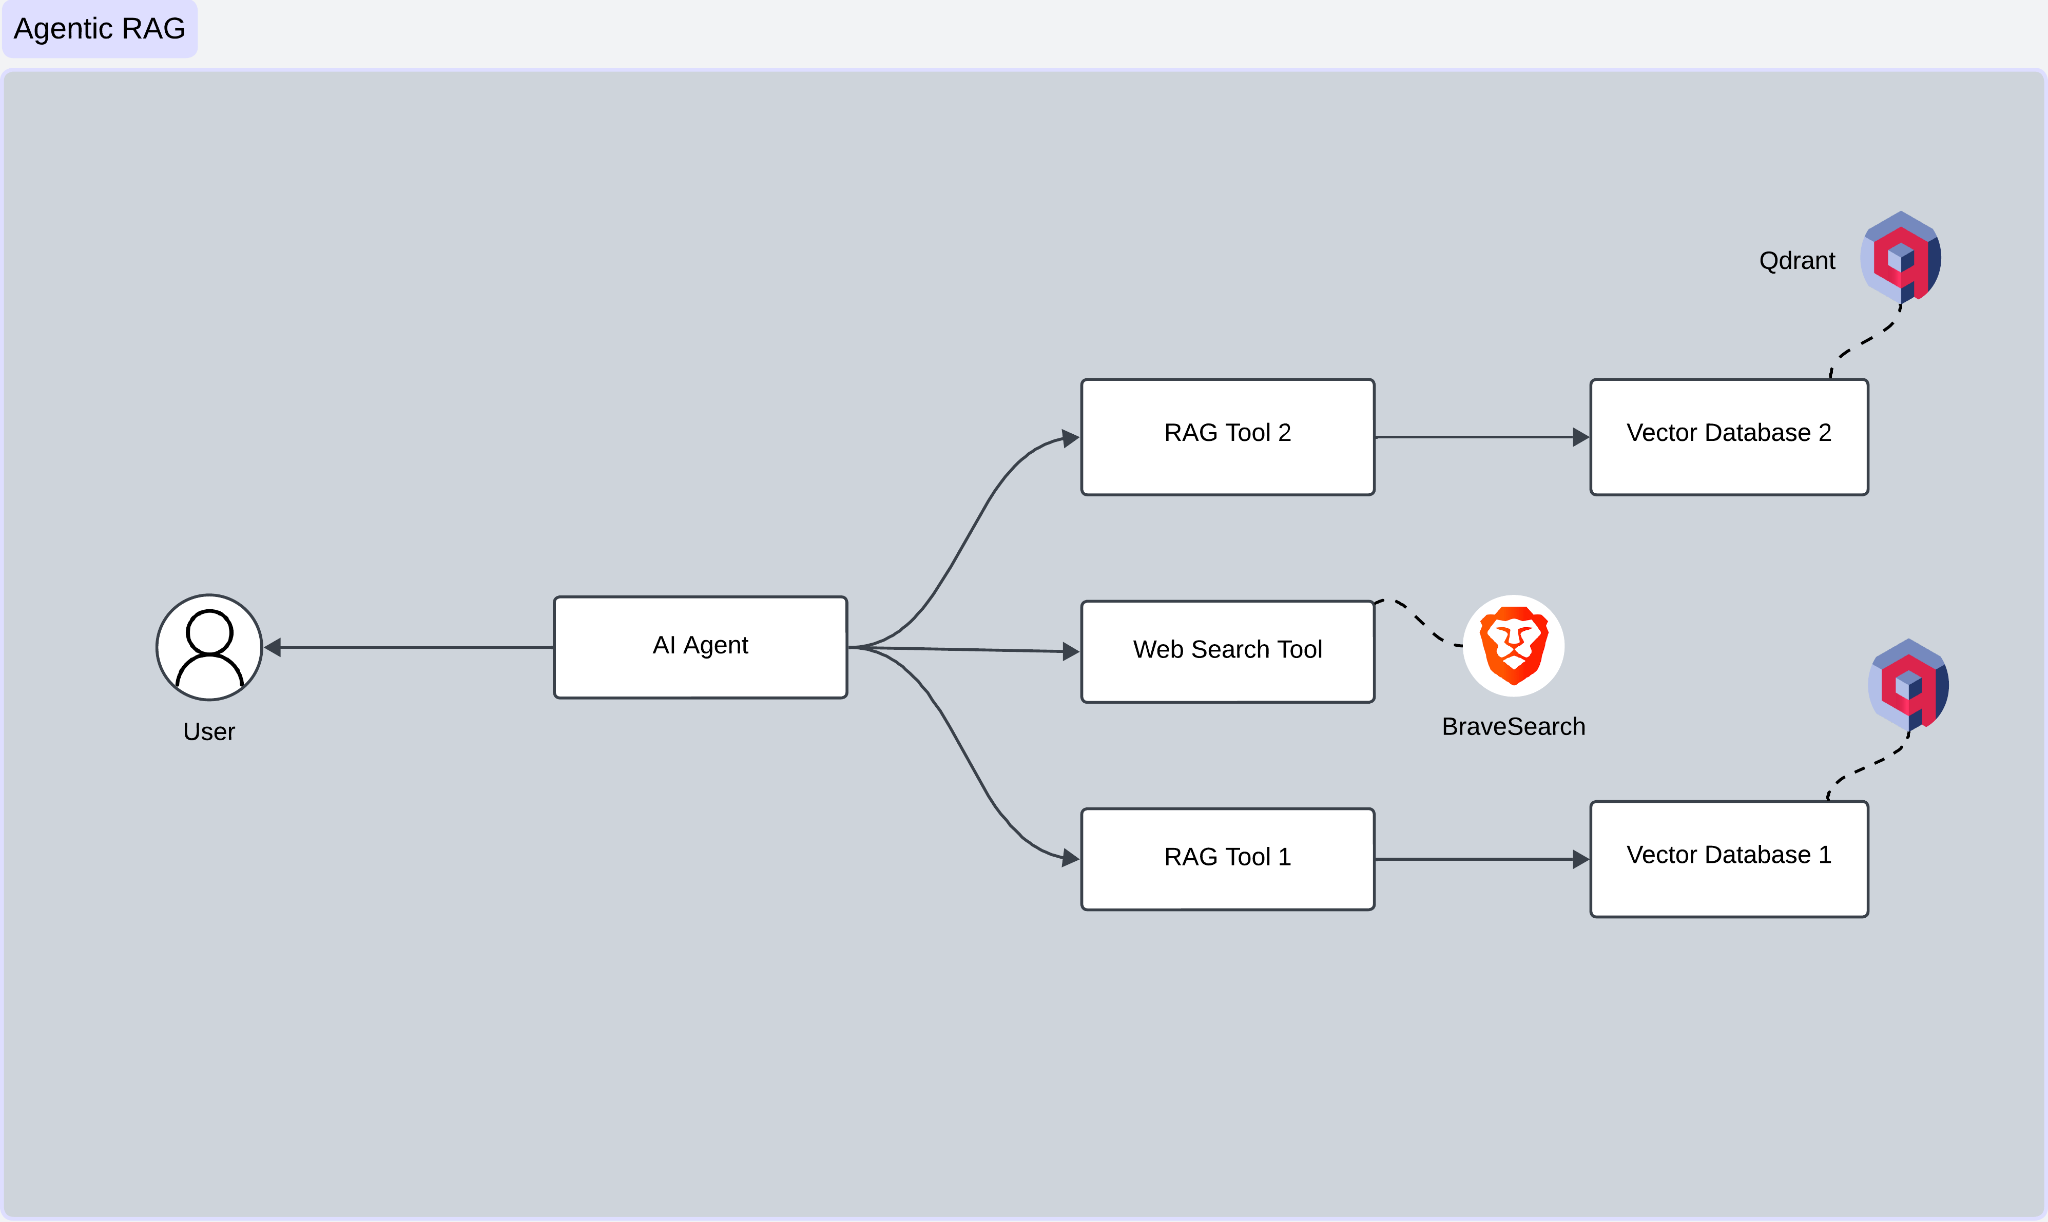 Agentic RAG
Qdrant
RAG Tool 2
Vector Database 2
AI Agent
Web Search Tool
User
BraveSearch
RAG Tool 1
Vector Database 1